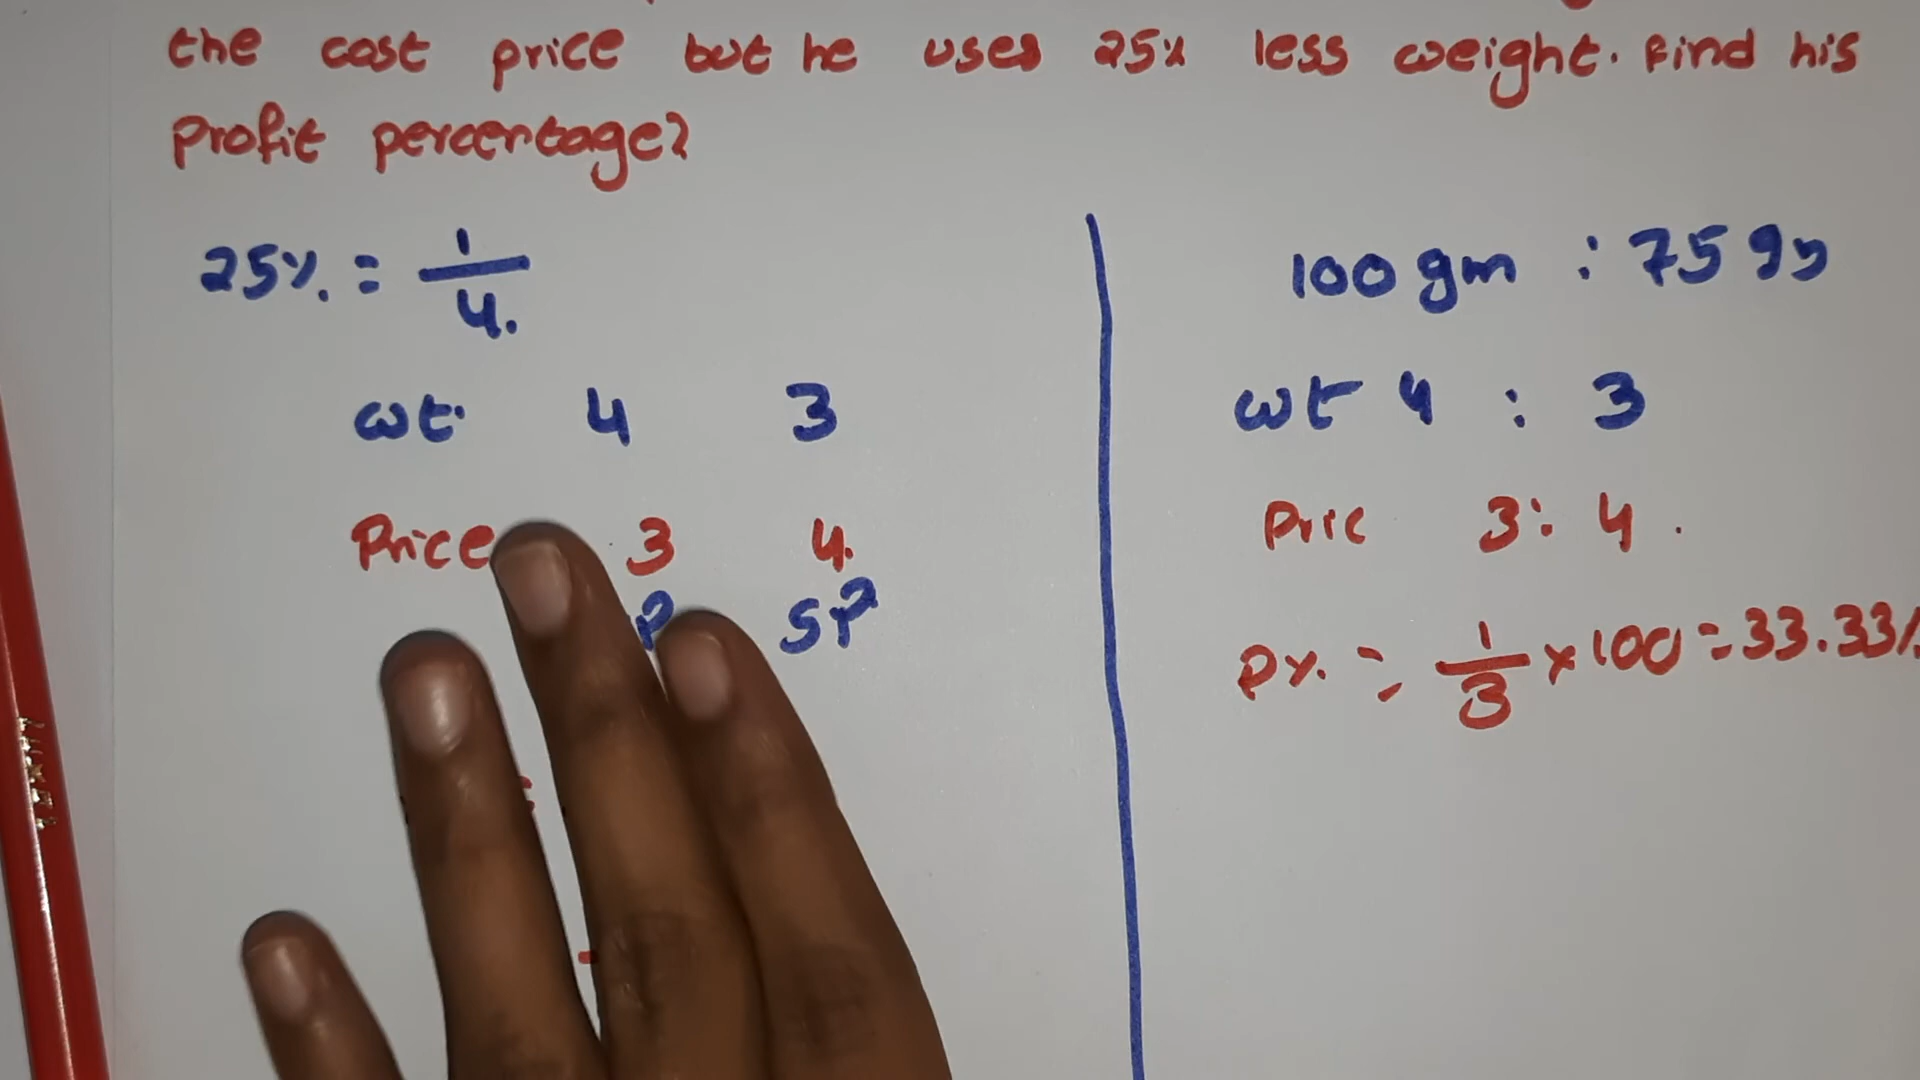 the cost price but he uses 25% less weight. Find his
Profit percentage?
25%. = 1/4.
wt. 4 3
Price 3 4.
P SP
100 gm : 75 gm
wt 4 : 3
Pric 3: 4.
P%. = 1/3 x 100 = 33.33%